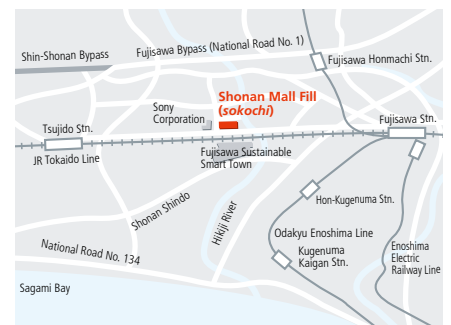 Fujisawa Bypass (National Road No. 1)
Shin-Shonan Bypass
Fujisawa Honmachi Stn.
Shonan Mall Fill
(sokochi)
Sony
Corporation
Fujisawa Stn.
Tsujido Stn.
JR Tokaido Line
Fujisawa Sustainable
Smart Town
Shonan Shindo
Hikiji River
Hon-Kugenuma Stn.
Odakyu Enoshima Line
Kugenuma
Kaigan Stn.
Enoshima
Electric
Railway Line
National Road No. 134
Sagami Bay